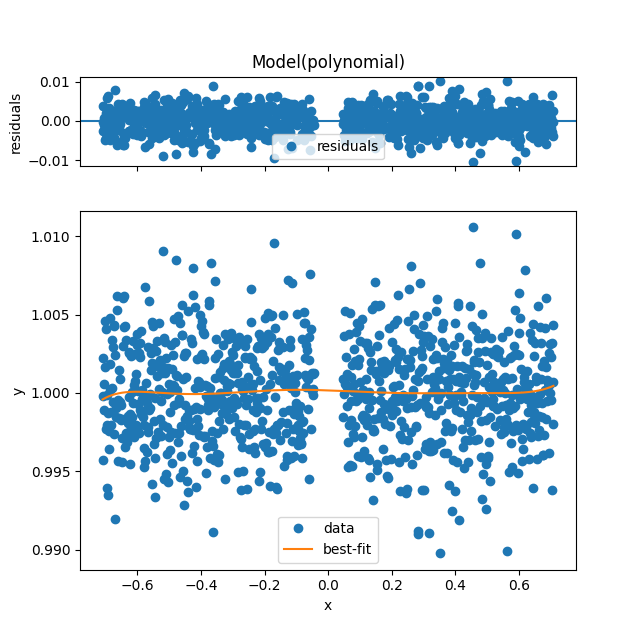 Model(polynomial)
0.01
0.00
−0.01
residuals
residuals
1.010
1.005
1.000
0.995
0.990
y
data
best-fit
−0.6 −0.4 −0.2 0.0 0.2 0.4 0.6
x